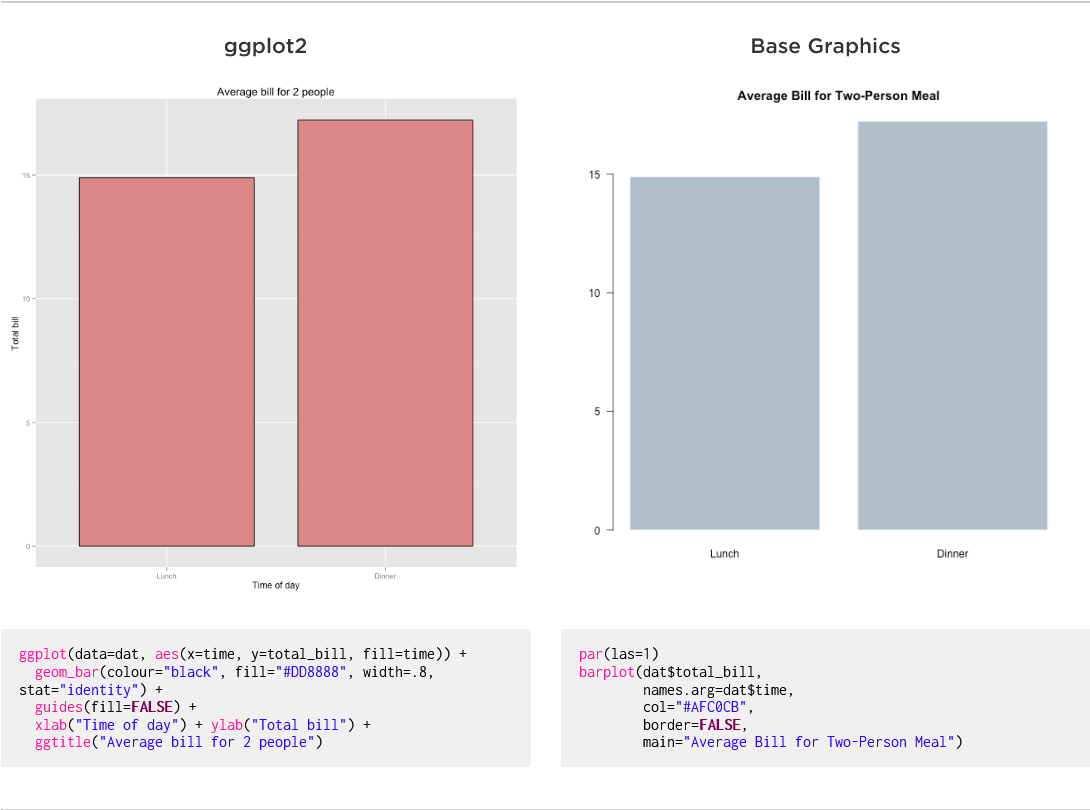 ggplot2
Average bill for 2 people
Total bill
15
10
5
0
Lunch
Dinner
Time of day
ggplot(data=dat, aes(x=time, y=total_bill, fill=time)) +
geom_bar(colour="black", fill="#DD8888", width=.8,
stat="identity") +
guides(fill=FALSE) +
xlab("Time of day") + ylab("Total bill") +
ggtitle("Average bill for 2 people")
Base Graphics
Average Bill for Two-Person Meal
15
10
5
0
Lunch
Dinner
par(las=1)
barplot(dat$total_bill,
names.arg=dat$time,
col="#AFC0CB",
border=FALSE,
main="Average Bill for Two-Person Meal")